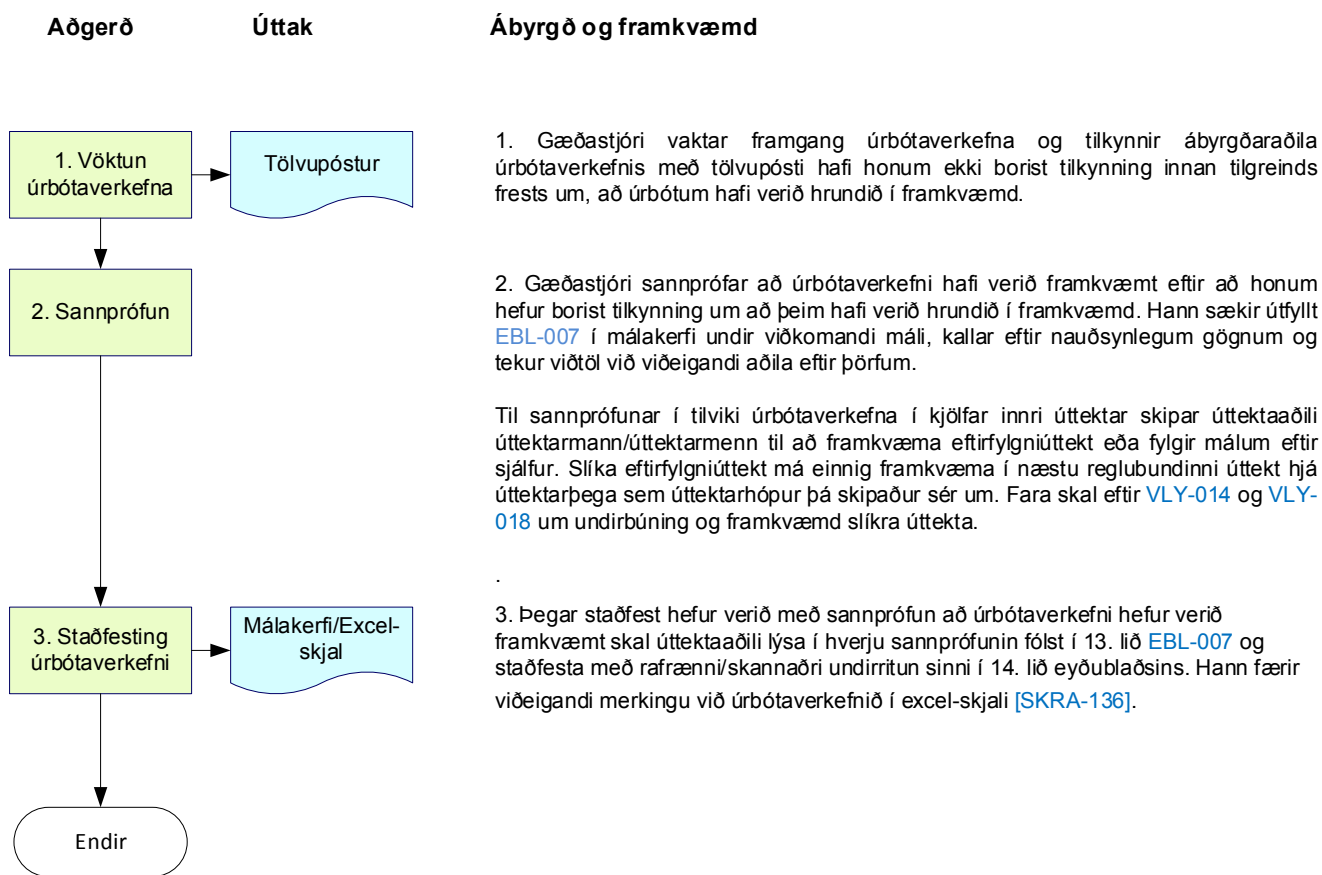 Aðgerð
Úttak
Ábyrgð og framkvæmd
1. Vöktun
úrbótaverkefna
Tölvupóstur
1. Gæðastjóri vaktar framgang úrbótaverkefna og tilkynnir ábyrgðaraðila
úrbótaverkefnis með tölvupósti hafi honum ekki borist tilkynning innan tilgreinds
frests um, að úrbótum hafi verið hrundið í framkvæmd.
2. Sannprófun
2. Gæðastjóri sannprófar að úrbótaverkefni hafi verið framkvæmt eftir að honum
hefur borist tilkynning um að þeim hafi verið hrundið í framkvæmd. Hann sækir útfyllt
EBL-007 í málakerfi undir viðkomandi máli, kallar eftir nauðsynlegum gögnum og
tekur viðtöl við viðeigandi aðila eftir þörfum.
Til sannprófunar í tilviki úrbótaverkefna í kjölfar innri úttektar skipar úttektaaðili
úttektarmann/úttektarmenn til að framkvæma eftirfylgniúttekt eða fylgir málum eftir
sjálfur. Slíka eftirfylgniúttekt má einnig framkvæma í næstu reglubundinni úttekt hjá
úttektarþega sem úttektarhópur þá skipaður sér um. Fara skal eftir VLY-014 og VLY-
018 um undirbúning og framkvæmd slíkra úttekta.
.
3. Staðfesting
úrbótaverkefni
Málakerfi/Excel-
skjal
3. Þegar staðfest hefur verið með sannprófun að úrbótaverkefni hefur verið
framkvæmt skal úttektaaðili lýsa í hverju sannprófunin fólst í 13. lið EBL-007 og
staðfesta með rafrænni/skannaðri undirritun sinni í 14. lið eyðublaðsins. Hann færir
viðeigandi merkingu við úrbótaverkefnið í excel-skjali [SKRA-136].
Endir